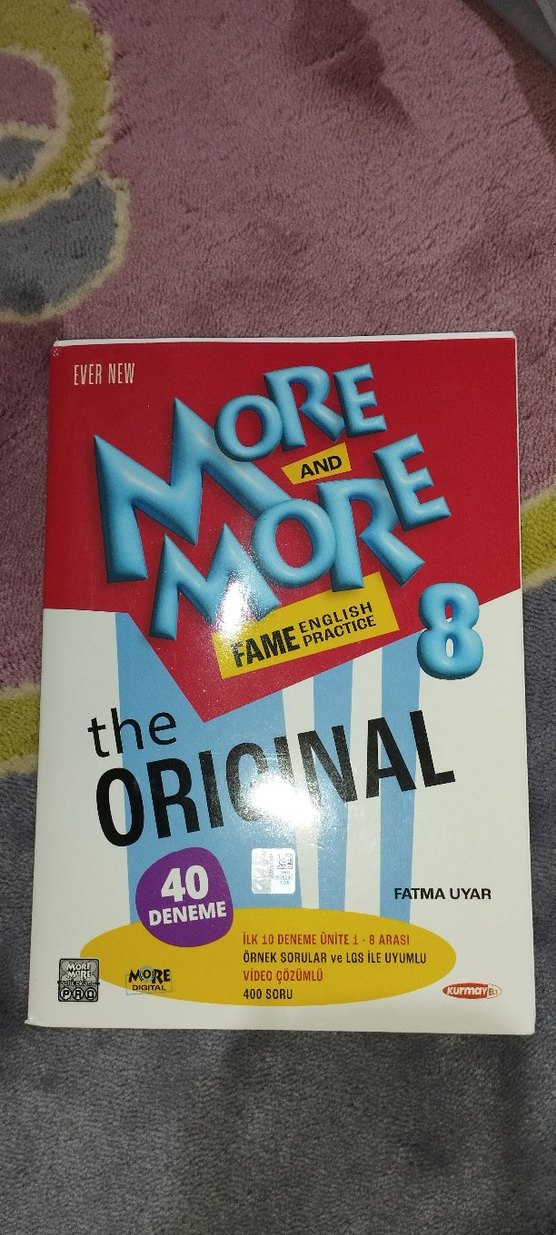 EVER NEW
MORE
AND
MORE
FAME ENGLISH PRACTICE
8
the
ORIGINAL
40
DENEME
FATMA UYAR
İLK 10 DENEME ÜNİTE 1 - 8 ARASI
ÖRNEK SORULAR ve LGS İLE UYUMLU
VİDEO ÇÖZÜMLÜ
400 SORU
MORE
MORE
PRO
MORE
DIGITAL
kurmay